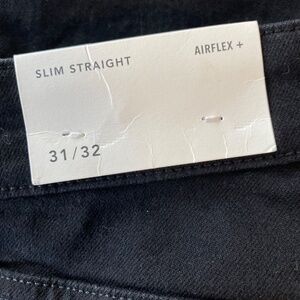 SLIM STRAIGHT
AIRFLEX +
31/32